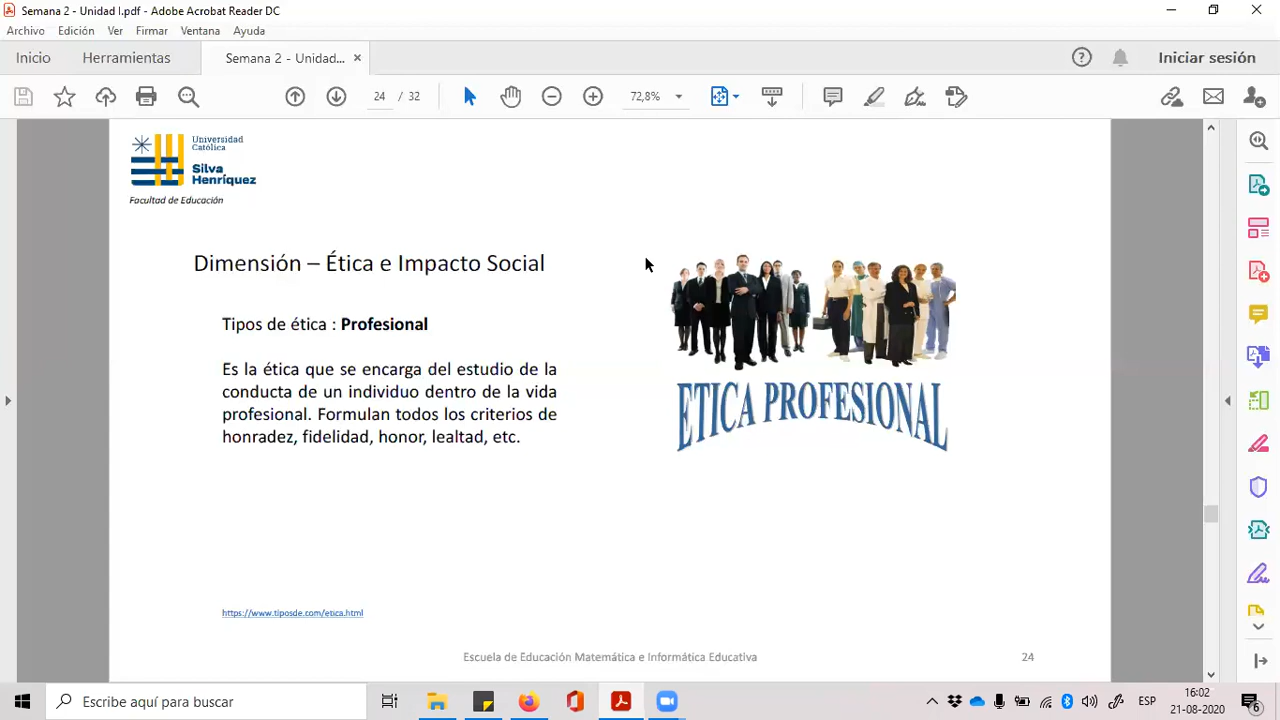 Semana 2 - Unidad I.pdf - Adobe Acrobat Reader DC
Archivo Edición Ver Firmar Ventana Ayuda
Inicio Herramientas Semana 2 - Unidad... × Iniciar sesión
24 / 32 72,8%
Universidad
Católica
Silva
Henríquez
Facultad de Educación
Dimensión – Ética e Impacto Social
Tipos de ética : Profesional
Es la ética que se encarga del estudio de la
conducta de un individuo dentro de la vida
profesional. Formulan todos los criterios de
honradez, fidelidad, honor, lealtad, etc.
ETICA PROFESIONAL
https://www.tiposde.com/etica.html
Escuela de Educación Matemática e Informática Educativa 24
Escribe aquí para buscar
ESP
16:02
21-08-2020
6